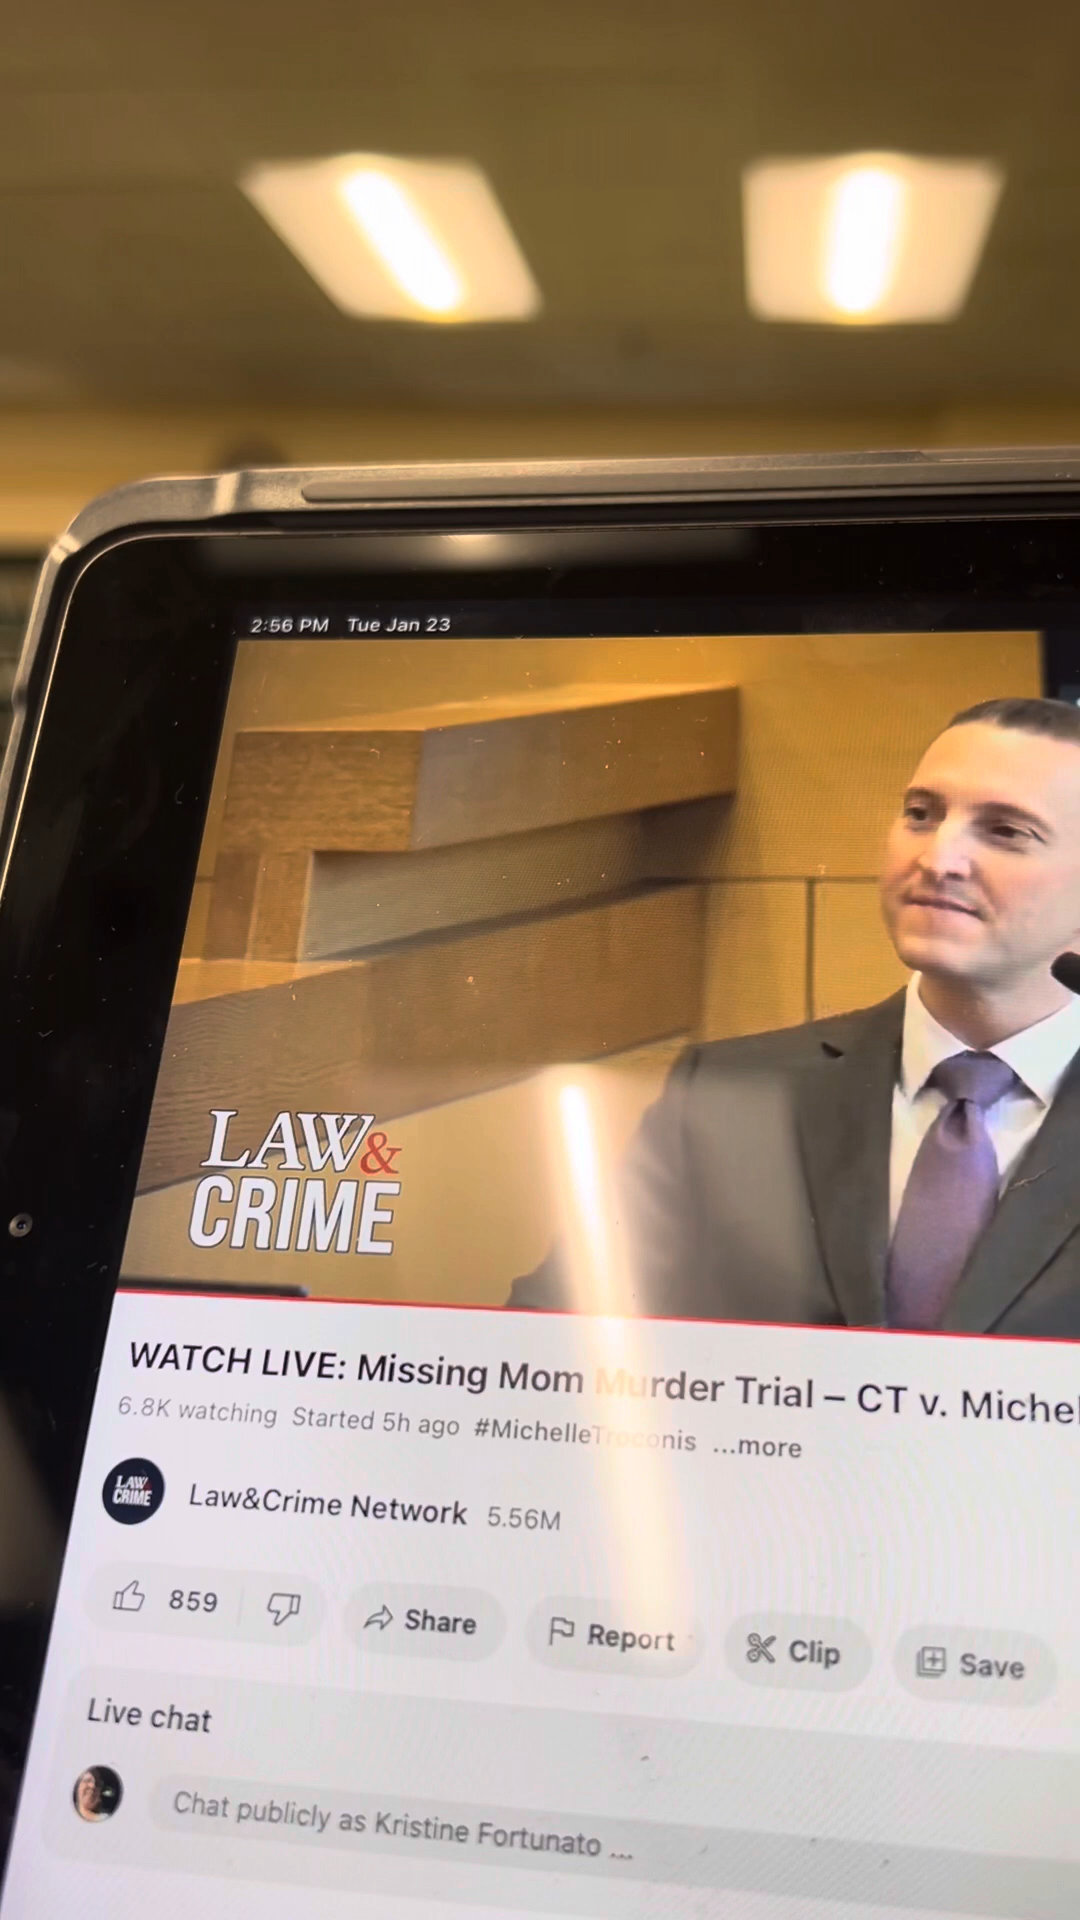 2:56 PM Tue Jan 23
LAW&
CRIME
WATCH LIVE: Missing Mom Murder Trial – CT v. Michel
6.8K watching Started 5h ago #MichelleTroconis ...more
LAW&
CRIME
Law&Crime Network 5.56M
859 Share Report Clip Save
Live chat
Chat publicly as Kristine Fortunato ...